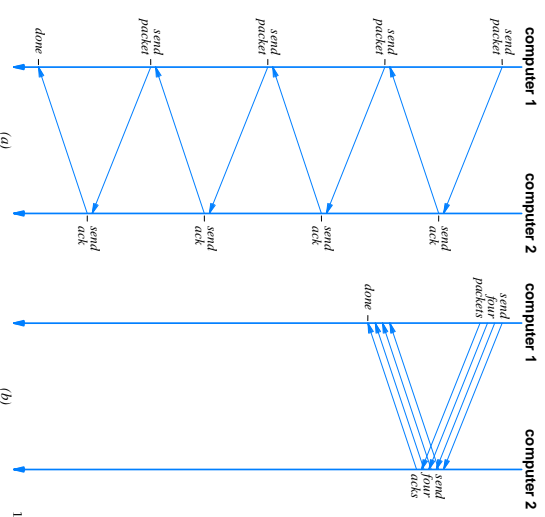 computer 1
computer 2
send
packet
send
ack
send
packet
send
ack
send
packet
send
ack
send
packet
send
ack
done
(a)
computer 1
computer 2
send
four
packets
send
four
acks
done
(b)
1